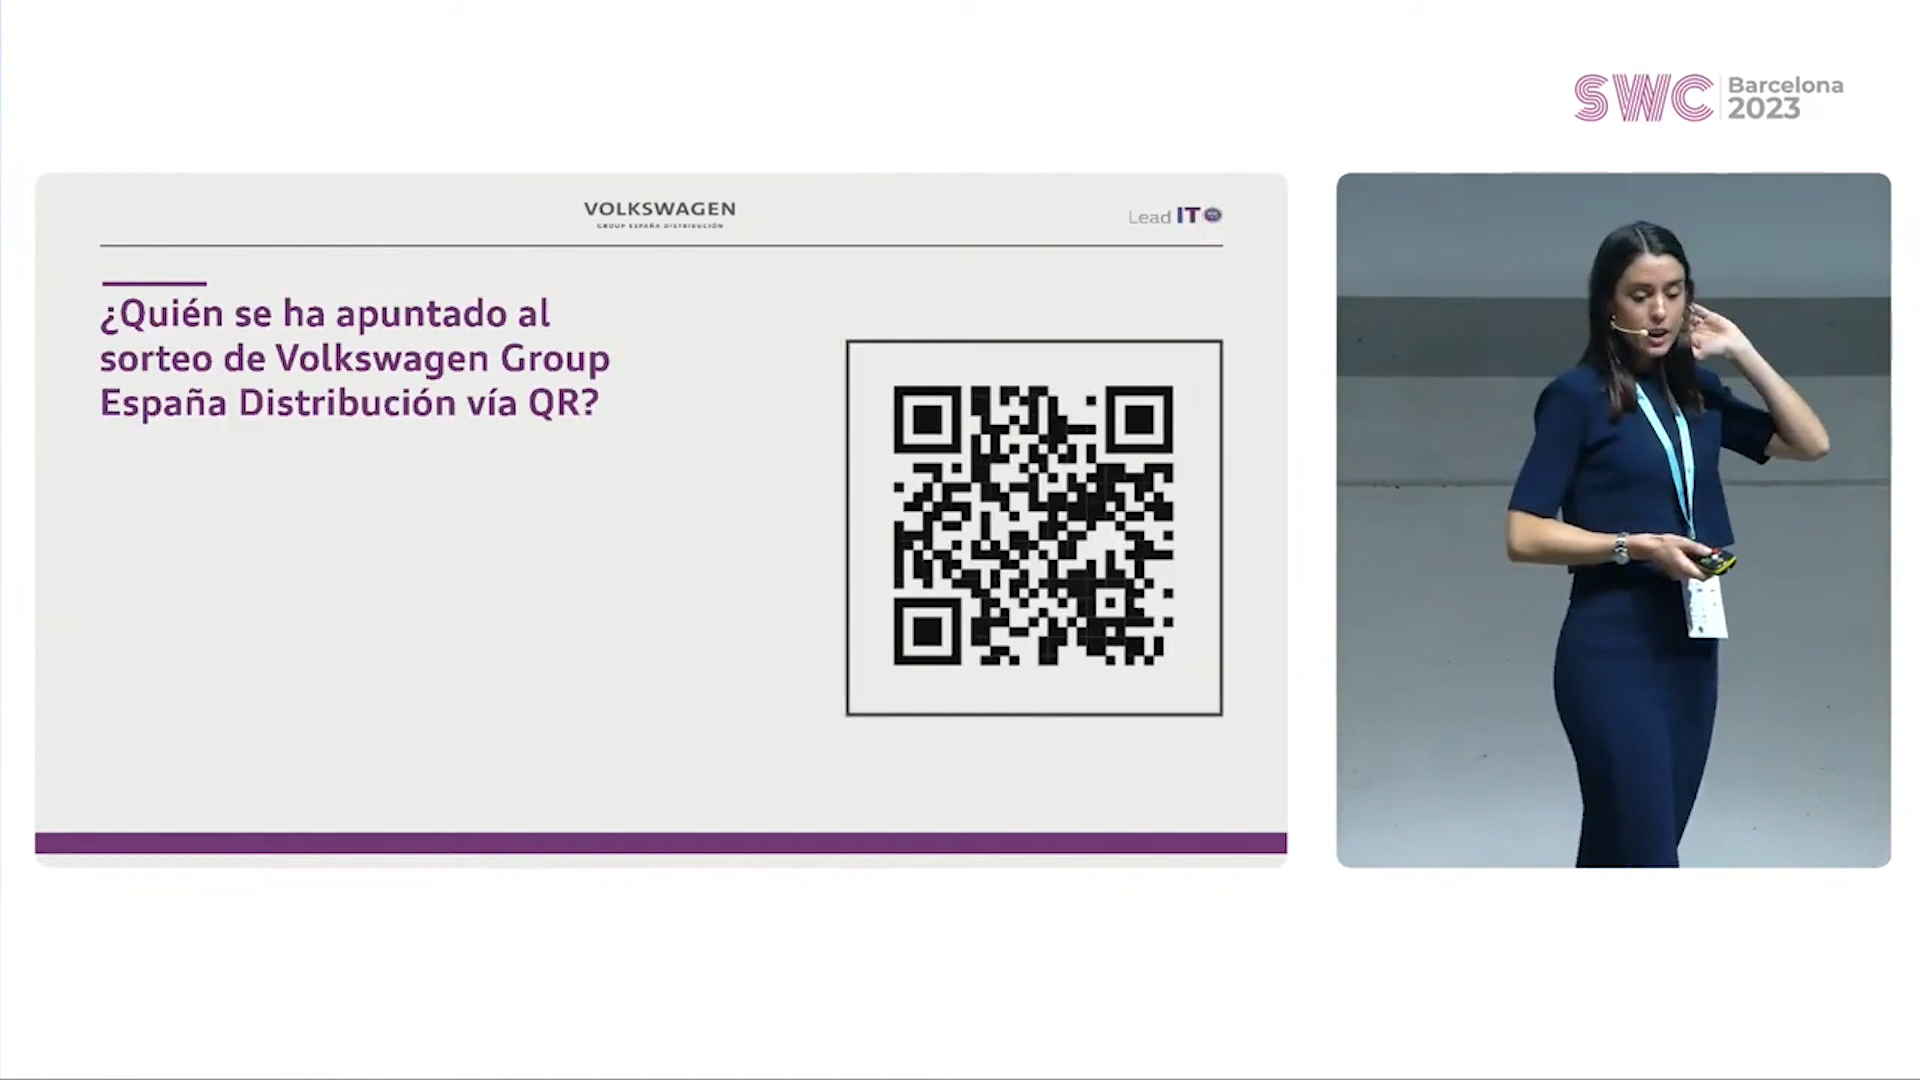 SWC
Barcelona
2023
VOLKSWAGEN
GROUP ESPAÑA DISTRIBUCIÓN
Lead IT
¿Quién se ha apuntado al
sorteo de Volkswagen Group
España Distribución vía QR?